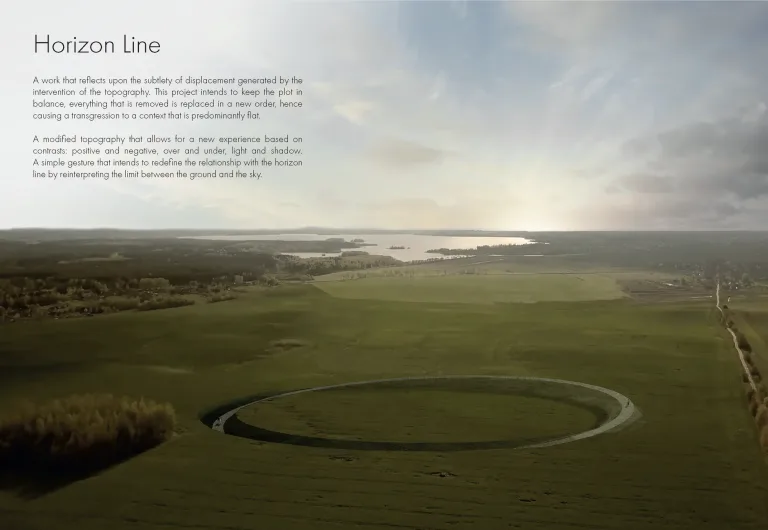 Horizon Line
A work that reflects upon the subtlety of displacement generated by the
intervention of the topography. This project intends to keep the plot in
balance, everything that is removed is replaced in a new order, hence
causing a transgression to a context that is predominantly flat.
A modified topography that allows for a new experience based on
contrasts: positive and negative, over and under, light and shadow.
A simple gesture that intends to redefine the relationship with the horizon
line by reinterpreting the limit between the ground and the sky.